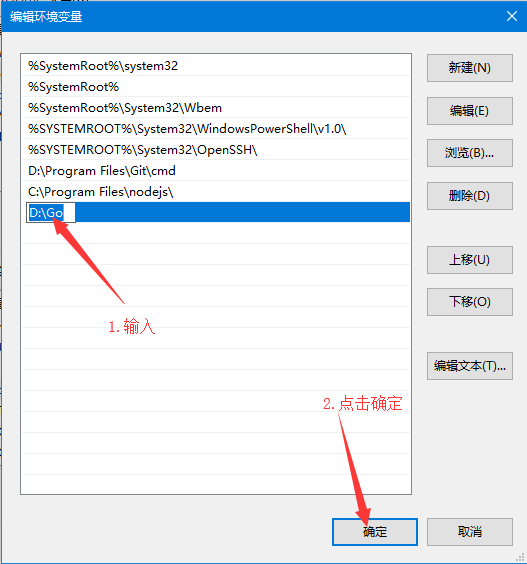 编辑环境变量
%SystemRoot%\system32
%SystemRoot%
%SystemRoot%\System32\Wbem
%SYSTEMROOT%\System32\WindowsPowerShell\v1.0\
%SYSTEMROOT%\System32\OpenSSH\
D:\Program Files\Git\cmd
C:\Program Files\nodejs\
D:\Go
新建(N)
编辑(E)
浏览(B)...
删除(D)
上移(U)
下移(O)
编辑文本(T)...
1.输入
2.点击确定
确定
取消